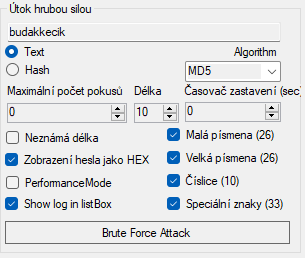 Útok hrubou silou
budakkecik
Text Algorithm
Hash MD5
Maximální počet pokusů Délka Časovač zastavení (sec)
0 10 0
Neznámá délka Malá písmena (26)
Zobrazení hesla jako HEX Velká písmena (26)
PerformanceMode Číslice (10)
Show log in listBox Speciální znaky (33)
Brute Force Attack